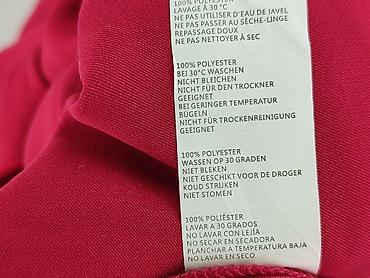 100% POLYESTER
LAVAGE À 30°C
NE PAS UTILISER D'EAU DE JAVEL
NE PAS PASSER AU SÈCHE-LINGE
REPASSAGE DOUX
NE PAS NETTOYER À SEC
100% POLYESTER
BEI 30°C WASCHEN
NICHT BLEICHEN
NICHT FÜR DEN TROCKNER
GEEIGNET
BEI GERINGER TEMPERATUR
BÜGELN
NICHT FÜR TROCKENREINIGUNG
GEEIGNET
100% POLYESTER
WASSEN OP 30 GRADEN
NIET BLEKEN
NIET GESCHIKT VOOR DE DROGER
KOUD STRIJKEN
NIET STOMEN
100% POLIÉSTER
LAVAR A 30 GRADOS
NO LAVAR CON LEJÍA
NO SECAR EN SECADORA
PLANCHAR A TEMPERATURA BAJA
NO LAVAR EN SECO